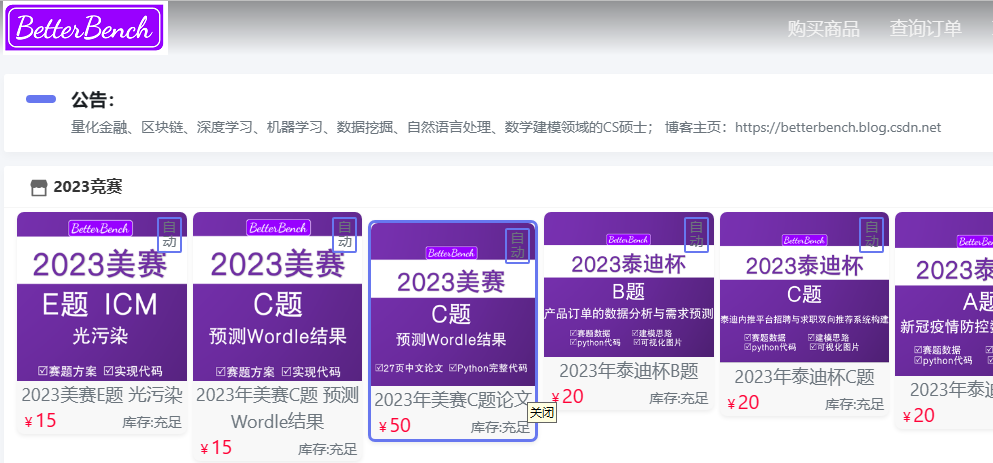 BetterBench
购买商品
查询订单
公告：
量化金融、区块链、深度学习、机器学习、数据挖掘、自然语言处理、数学建模领域的CS硕士； 博客主页：https://betterbench.blog.csdn.net
2023竞赛
BetterBench
自动
2023美赛
E题 ICM
光污染
☑赛题方案 ☑实现代码
2023美赛E题 光污染
¥15
库存:充足
BetterBench
自动
2023美赛
C题
预测Wordle结果
☑赛题方案 ☑实现代码
2023年美赛C题 预测
Wordle结果
¥15
库存:充足
BetterBench
自动
2023美赛
C题
预测Wordle结果
☑27页中文论文 ☑Python完整代码
2023年美赛C题论文
¥50
库存:充足
关闭
BetterBench
自动
2023泰迪杯
B题
产品订单的数据分析与需求预测
☑赛题数据 ☑建模思路
☑python代码 ☑可视化图片
2023年泰迪杯B题
¥20
库存:充足
BetterBench
自动
2023泰迪杯
C题
泰迪内推平台招聘与求职双向推荐系统构建
☑赛题数据 ☑建模思路
☑python代码 ☑可视化图片
2023年泰迪杯C题
¥20
库存:充足
BetterB
2023泰
A题
新冠疫情防控数
☑赛题数据
☑python代码
2023年泰
¥20